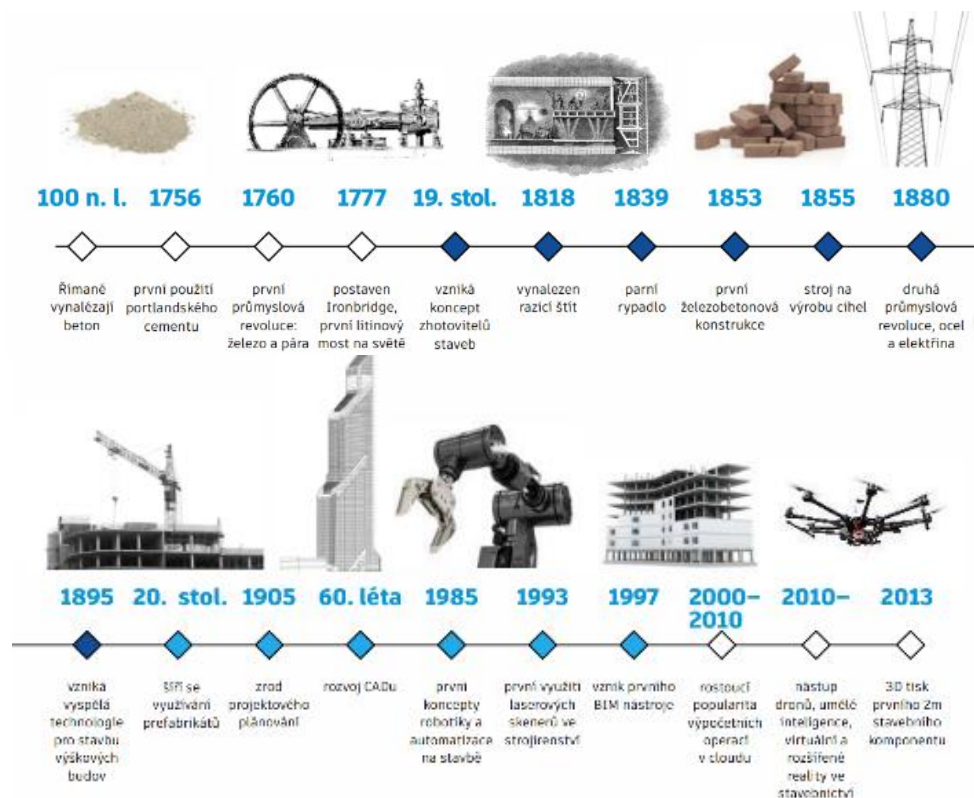 100 n. l.
1756
1760
1777
19. stol.
1818
1839
1853
1855
1880
Římané
vynalézají
beton
první použití
portlandského
cementu
první
průmyslová
revoluce:
železo a pára
postaven
Ironbridge,
první litinový
most na světě
vzniká
koncept
zhotovitelů
staveb
vynalezen
razicí štít
parní
rypadlo
první
železobetonová
konstrukce
stroj na
výrobu cihel
druhá
průmyslová
revoluce, ocel
a elektřina
1895
20. stol.
1905
60. léta
1985
1993
1997
2000–
2010
2010–
2013
vzniká
vyspělá
technologie
pro stavbu
výškových
budov
šíří se
využívání
prefabrikátů
zrod
projektového
plánování
rozvoj CADu
první
koncepty
robotiky a
automatizace
na stavbě
první využití
laserových
skenerů ve
strojírenství
vznik prvního
BIM nástroje
rostoucí
popularita
výpočetních
operací
v cloudu
nástup
dronů, umělé
inteligence,
virtuální a
rozšířené
reality ve
stavebnictví
3D tisk
prvního 2m
stavebního
komponentu